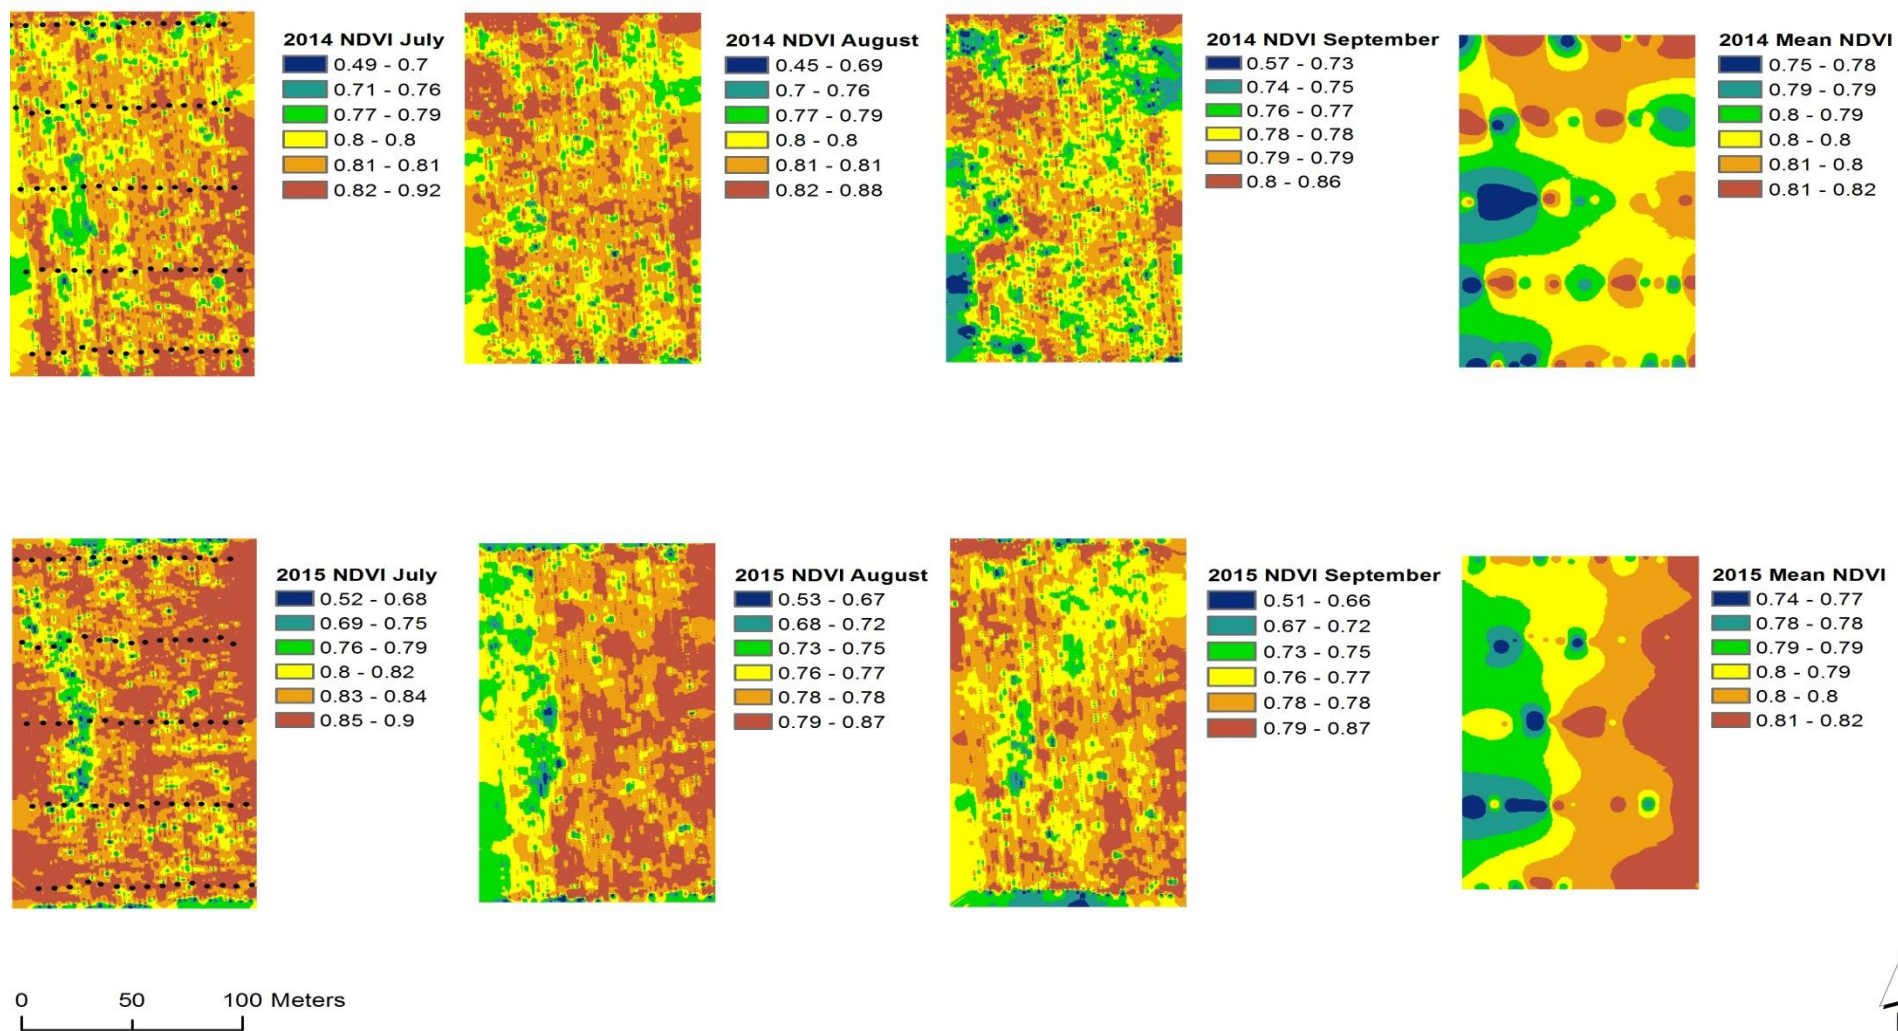 2014 NDVI July
0.49 - 0.7
0.71 - 0.76
0.77 - 0.79
0.8 - 0.8
0.81 - 0.81
0.82 - 0.92
2014 NDVI August
0.45 - 0.69
0.7 - 0.76
0.77 - 0.79
0.8 - 0.8
0.81 - 0.81
0.82 - 0.88
2014 NDVI September
0.57 - 0.73
0.74 - 0.75
0.76 - 0.77
0.78 - 0.78
0.79 - 0.79
0.8 - 0.86
2014 Mean NDVI
0.75 - 0.78
0.79 - 0.79
0.8 - 0.79
0.8 - 0.8
0.81 - 0.8
0.81 - 0.82
2015 NDVI July
0.52 - 0.68
0.69 - 0.75
0.76 - 0.79
0.8 - 0.82
0.83 - 0.84
0.85 - 0.9
2015 NDVI August
0.53 - 0.67
0.68 - 0.72
0.73 - 0.75
0.76 - 0.77
0.78 - 0.78
0.79 - 0.87
2015 NDVI September
0.51 - 0.66
0.67 - 0.72
0.73 - 0.75
0.76 - 0.77
0.78 - 0.78
0.79 - 0.87
2015 Mean NDVI
0.74 - 0.77
0.78 - 0.78
0.79 - 0.79
0.8 - 0.79
0.8 - 0.8
0.81 - 0.82
0 50 100 Meters